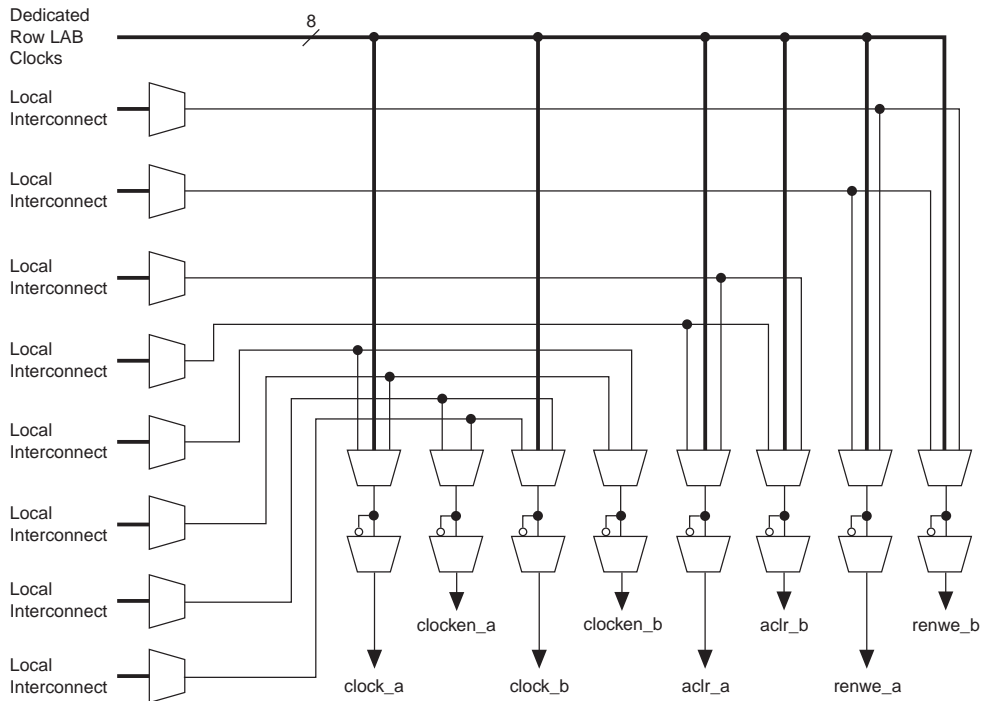 Dedicated
Row LAB
Clocks
8
Local
Interconnect
Local
Interconnect
Local
Interconnect
Local
Interconnect
Local
Interconnect
Local
Interconnect
Local
Interconnect
Local
Interconnect
clocken_a
clocken_b
aclr_b
renwe_b
clock_a
clock_b
aclr_a
renwe_a